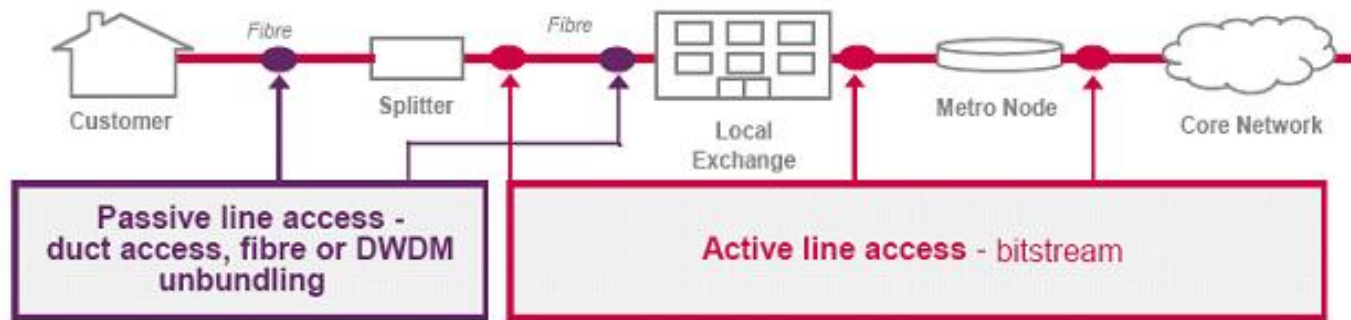 Fibre
Fibre
Customer
Splitter
Local
Exchange
Metro Node
Core Network
Passive line access -
duct access, fibre or DWDM
unbundling
Active line access - bitstream